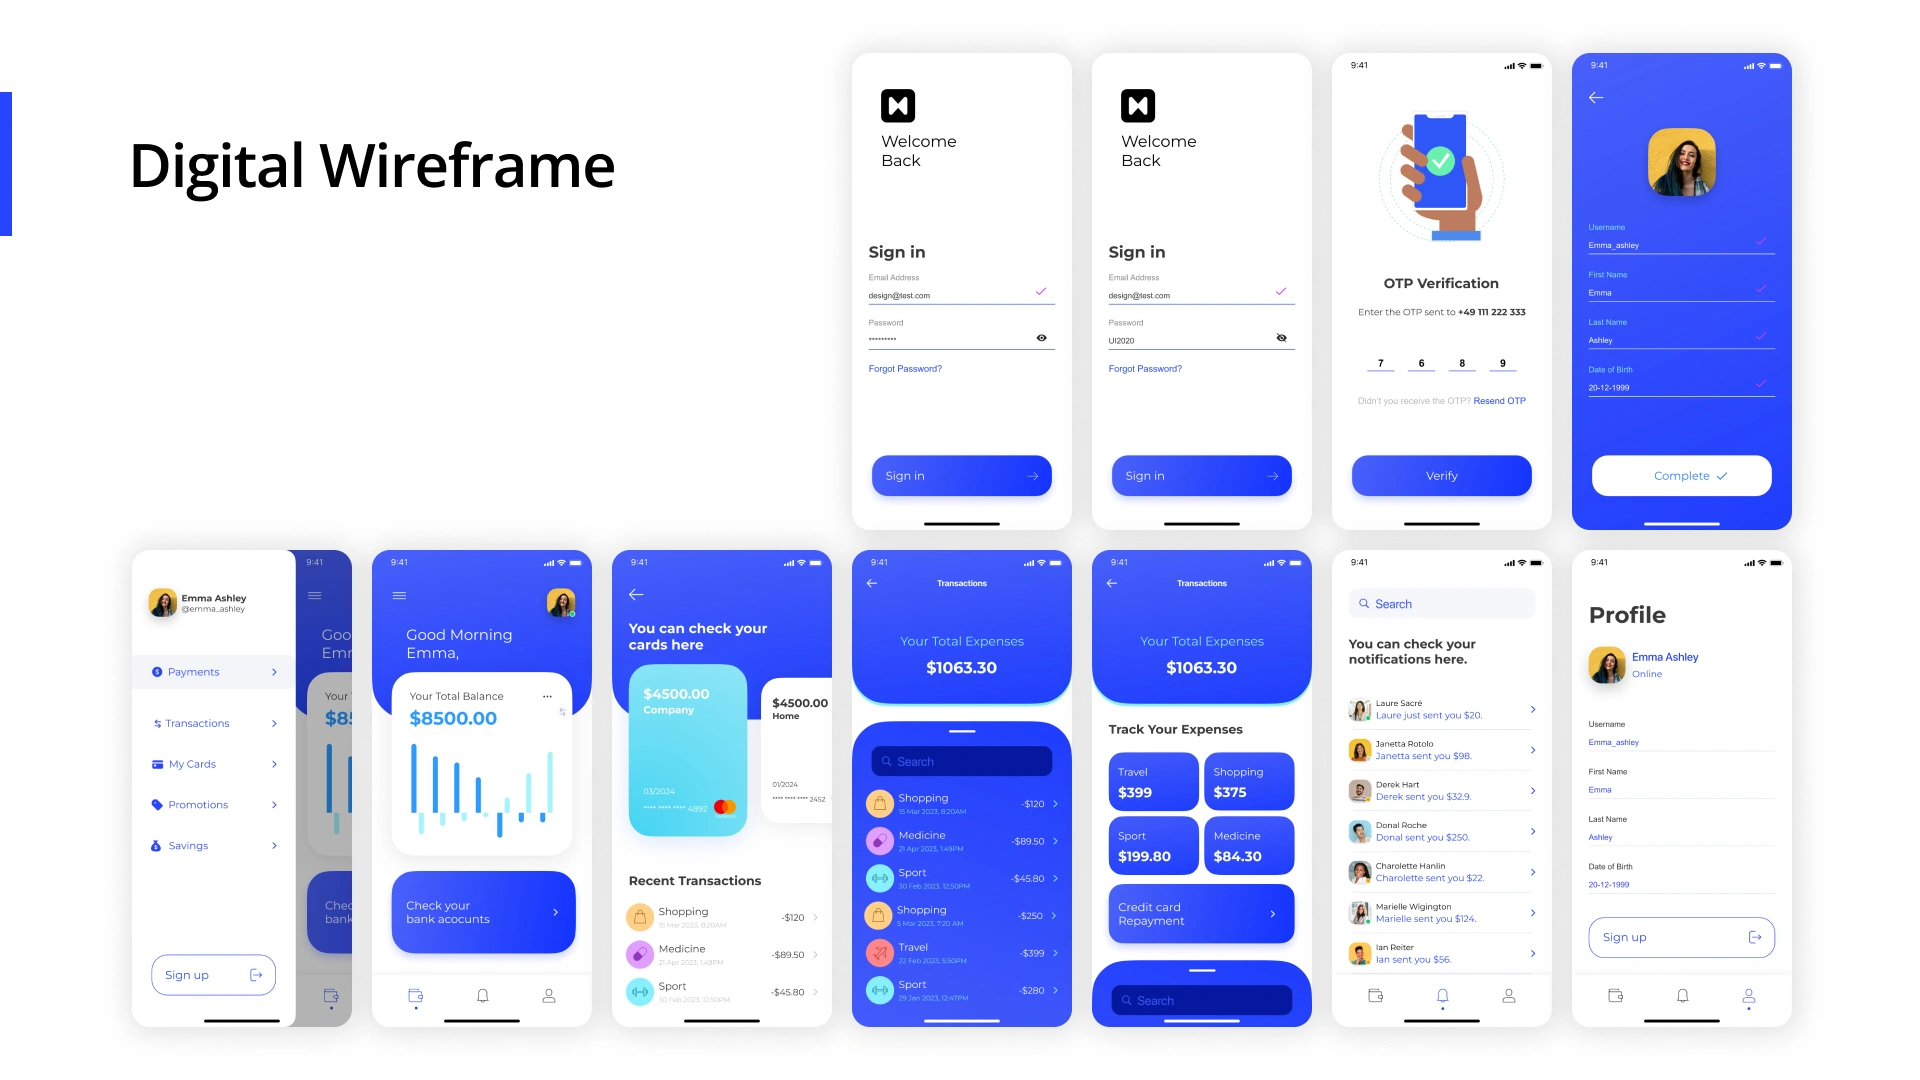 Digital Wireframe
Welcome
Back
Sign in
Email Address
design@test.com
Password
*********
Forgot Password?
Sign in
Welcome
Back
Sign in
Email Address
design@test.com
Password
UI2020
Forgot Password?
Sign in
9:41
OTP Verification
Enter the OTP sent to +49 111 222 333
7 6 8 9
Didn't you receive the OTP? Resend OTP
Verify
9:41
Username
Emma_ashley
First Name
Emma
Last Name
Ashley
Date of Birth
20-12-1999
Complete
Emma Ashley
@emma_ashley
Payments
Transactions
My Cards
Promotions
Savings
Sign up
9:41
Goo
Emm
Your
$85
Chec
bank
9:41
Good Morning
Emma,
Your Total Balance
$8500.00
Check your
bank acocunts
9:41
You can check your
cards here
$4500.00
Company
03/2024
**** **** **** 4892
$4500.00
Home
01/2024
**** **** **** 2452
Recent Transactions
Shopping
15 Mar 2023, 8:20AM
-$120
Medicine
21 Apr 2023, 1:49PM
-$89.50
Sport
30 Feb 2023, 12:50PM
-$45.80
9:41
Transactions
Your Total Expenses
$1063.30
Search
Shopping
15 Mar 2023, 8:20AM
-$120
Medicine
21 Apr 2023, 1:49PM
-$89.50
Sport
30 Feb 2023, 12:50PM
-$45.80
Shopping
5 Mar 2023, 7:20 AM
-$250
Travel
22 Feb 2023, 5:50PM
-$399
Sport
29 Jan 2023, 12:47PM
-$280
9:41
Transactions
Your Total Expenses
$1063.30
Track Your Expenses
Travel
$399
Shopping
$375
Sport
$199.80
Medicine
$84.30
Credit card
Repayment
Search
9:41
Search
You can check your
notifications here.
Laure Sacré
Laure just sent you $20.
Janetta Rotolo
Janetta sent you $98.
Derek Hart
Derek sent you $32.9.
Donal Roche
Donal sent you $250.
Charolette Hanlin
Charolette sent you $22.
Marielle Wigington
Marielle sent you $124.
Ian Reiter
Ian sent you $56.
9:41
Profile
Emma Ashley
Online
Username
Emma_ashley
First Name
Emma
Last Name
Ashley
Date of Birth
20-12-1999
Sign up